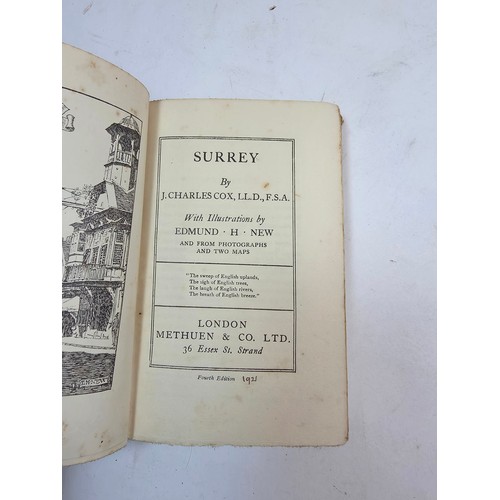 SURREY
By
J. CHARLES COX, LL.D., F.S.A.
With Illustrations by
EDMUND · H · NEW
AND FROM PHOTOGRAPHS
AND TWO MAPS
"The sweep of English uplands,
The sigh of English trees,
The laugh of English rivers,
The breath of English breeze."
LONDON
METHUEN & CO. LTD.
36 Essex St. Strand
Fourth Edition 1921